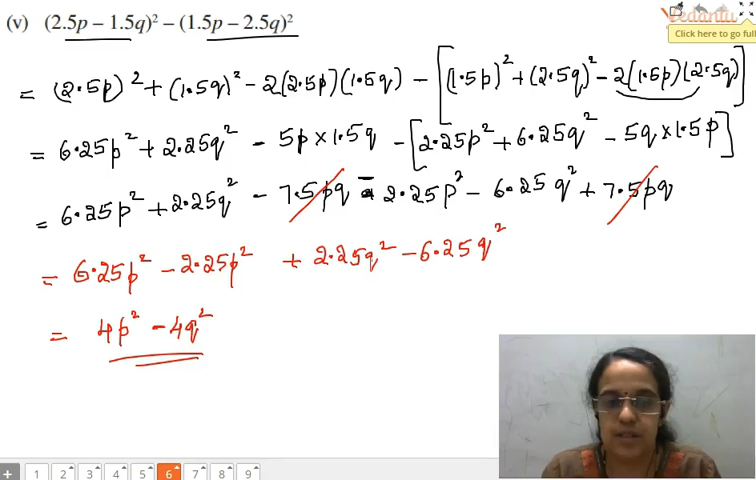 (v) (2.5p – 1.5q)² – (1.5p – 2.5q)²
Vedantu
Click here to go full
= (2.5p)² + (1.5q)² - 2(2.5p)(1.5q) - [(1.5p)² + (2.5q)² - 2(1.5p)(2.5q)]
= 6.25p² + 2.25q² - 5p × 1.5q - [2.25p² + 6.25q² - 5q × 1.5p]
= 6.25p² + 2.25q² - 7.5pq - 2.25p² - 6.25q² + 7.5pq
= 6.25p² - 2.25p² + 2.25q² - 6.25q²
= 4p² - 4q²
+ 1 2 3 4 5 6 7 8 9